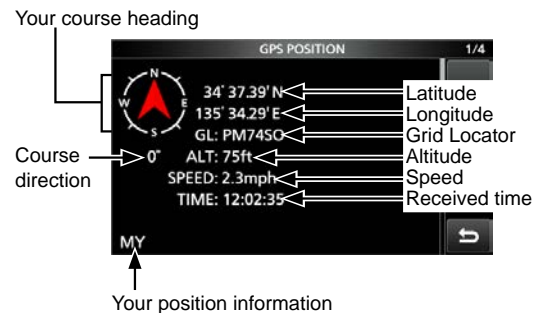 Your course heading
GPS POSITION 1/4
N
W E
S
34° 37.39' N Latitude
135° 34.29' E Longitude
GL: PM74SO Grid Locator
Course direction
0° ALT: 75ft Altitude
SPEED: 2.3mph Speed
TIME: 12:02:35 Received time
MY
Your position information